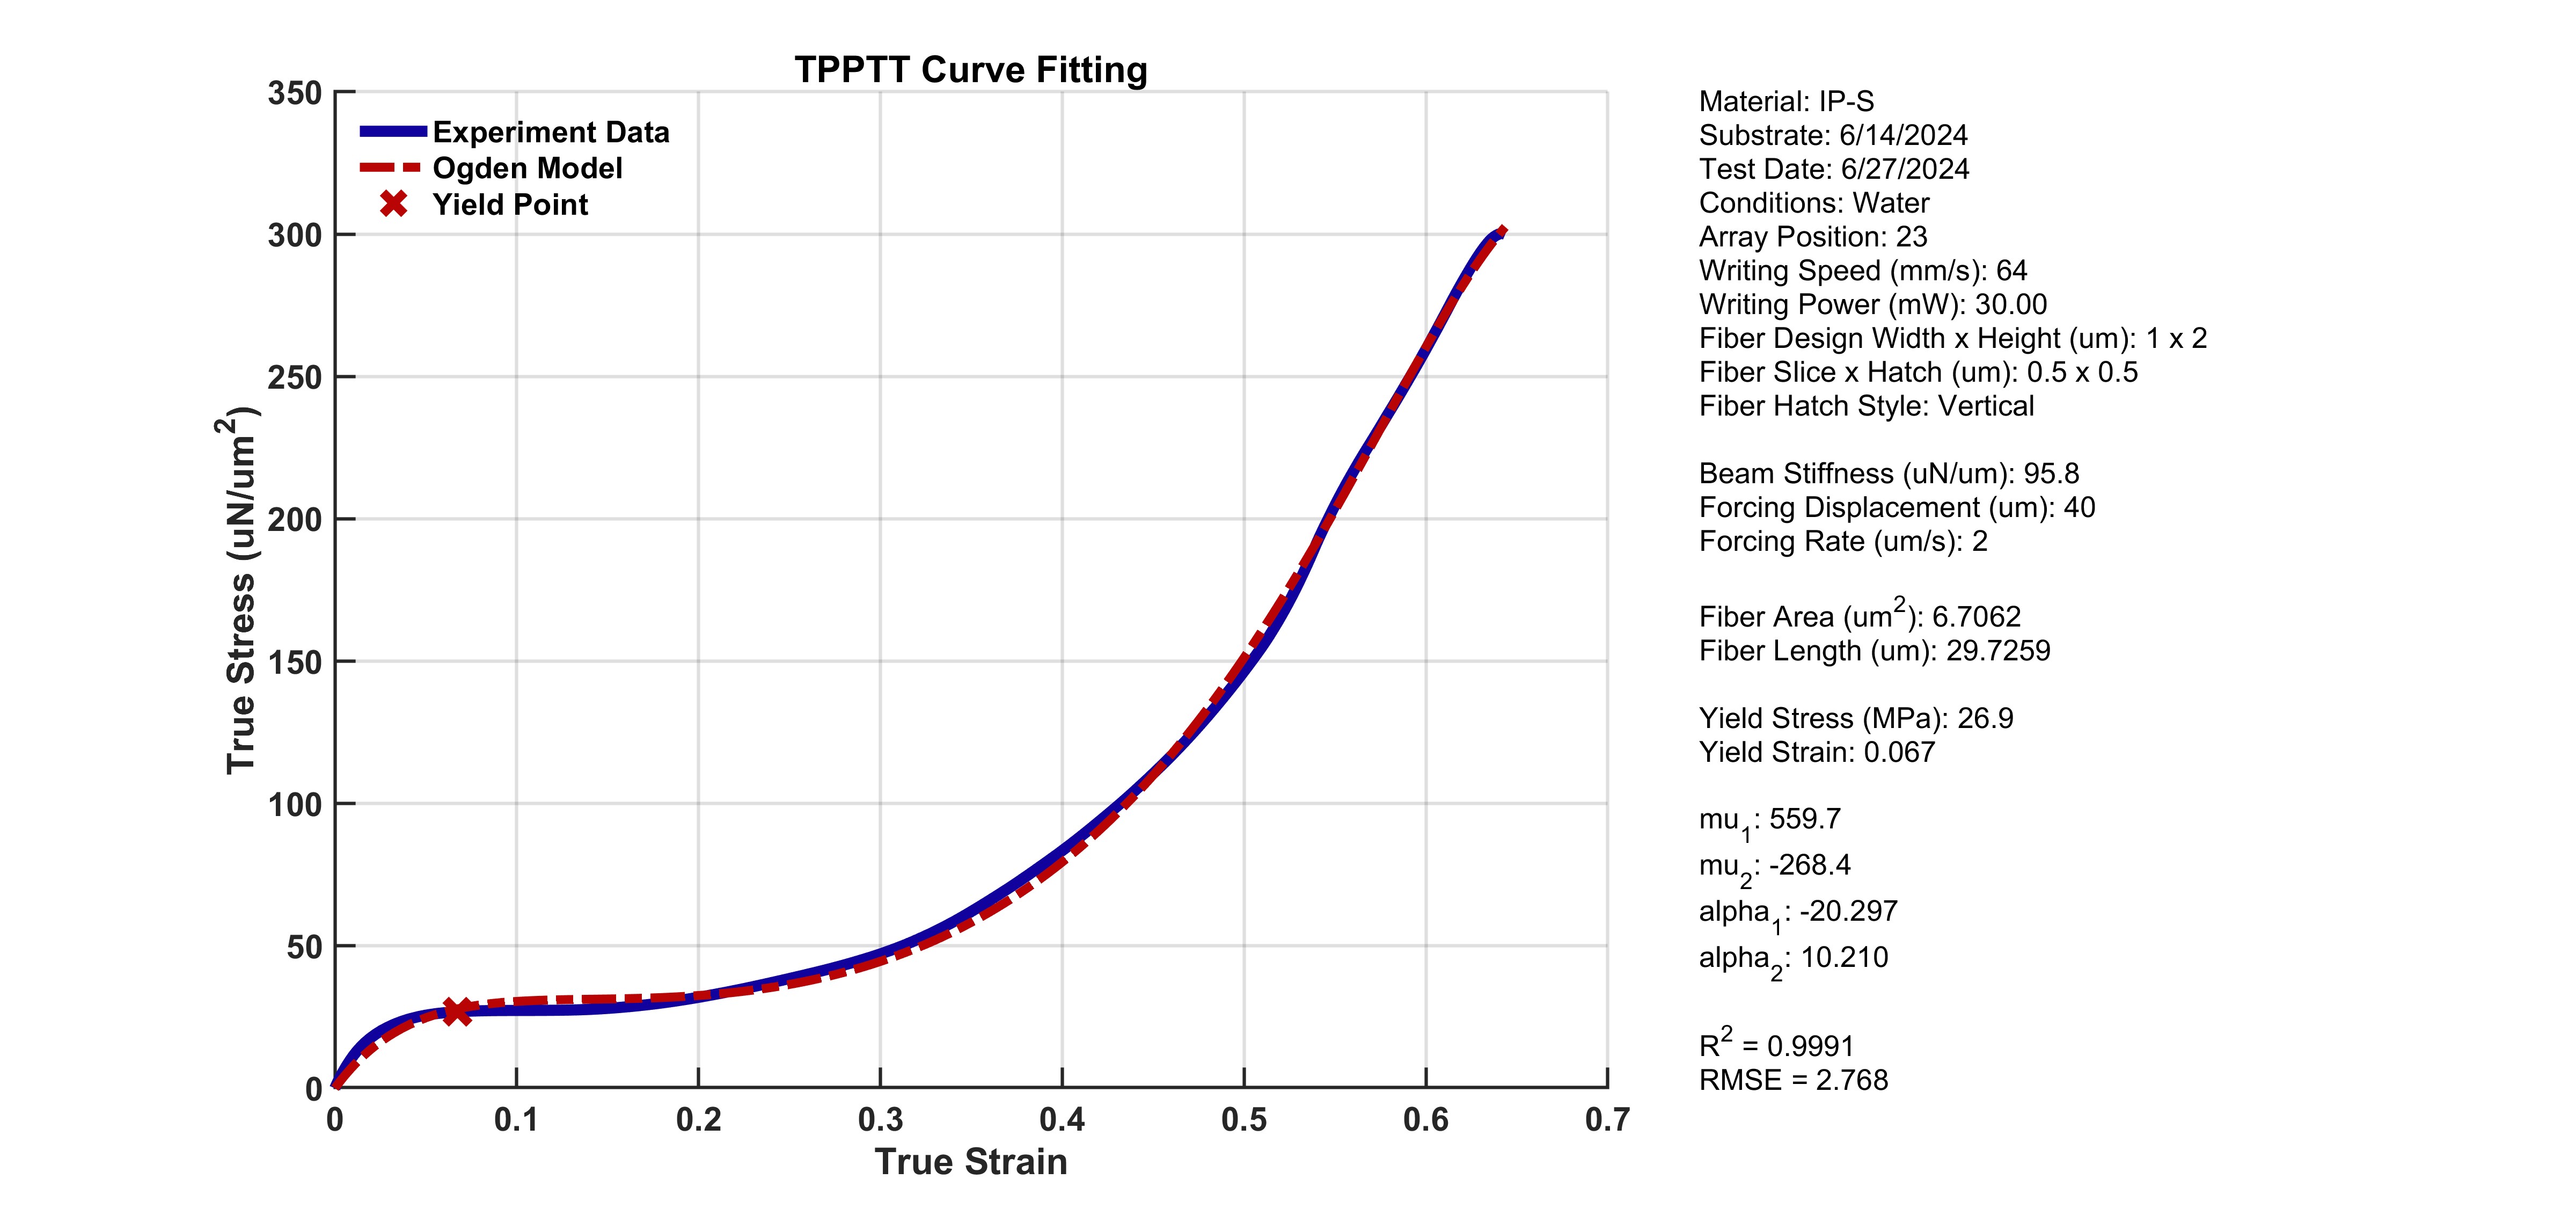 TPPTT Curve Fitting
350
300
250
200
150
100
50
0
True Stress (uN/um²)
Experiment Data
Ogden Model
Yield Point
0 0.1 0.2 0.3 0.4 0.5 0.6 0.7
True Strain
Material: IP-S
Substrate: 6/14/2024
Test Date: 6/27/2024
Conditions: Water
Array Position: 23
Writing Speed (mm/s): 64
Writing Power (mW): 30.00
Fiber Design Width x Height (um): 1 x 2
Fiber Slice x Hatch (um): 0.5 x 0.5
Fiber Hatch Style: Vertical
Beam Stiffness (uN/um): 95.8
Forcing Displacement (um): 40
Forcing Rate (um/s): 2
Fiber Area (um²): 6.7062
Fiber Length (um): 29.7259
Yield Stress (MPa): 26.9
Yield Strain: 0.067
mu₁: 559.7
mu₂: -268.4
alpha₁: -20.297
alpha₂: 10.210
R² = 0.9991
RMSE = 2.768